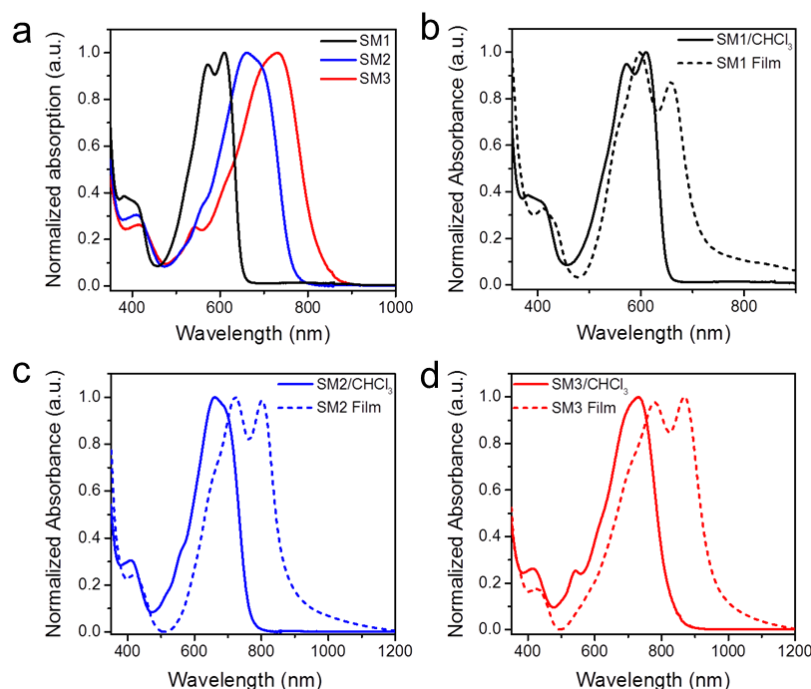 a
Normalized absorption (a.u.)
1.0
0.8
0.6
0.4
0.2
0.0
SM1
SM2
SM3
400 600 800 1000
Wavelength (nm)
b
Normalized Absorbance (a.u.)
1.0
0.8
0.6
0.4
0.2
0.0
SM1/CHCl₃
SM1 Film
400 600 800
Wavelength (nm)
c
Normalized Absorbance (a.u.)
1.0
0.8
0.6
0.4
0.2
0.0
SM2/CHCl₃
SM2 Film
400 600 800 1000 1200
Wavelength (nm)
d
Normalized Absorbance (a.u.)
1.0
0.8
0.6
0.4
0.2
0.0
SM3/CHCl₃
SM3 Film
400 600 800 1000 1200
Wavelength (nm)